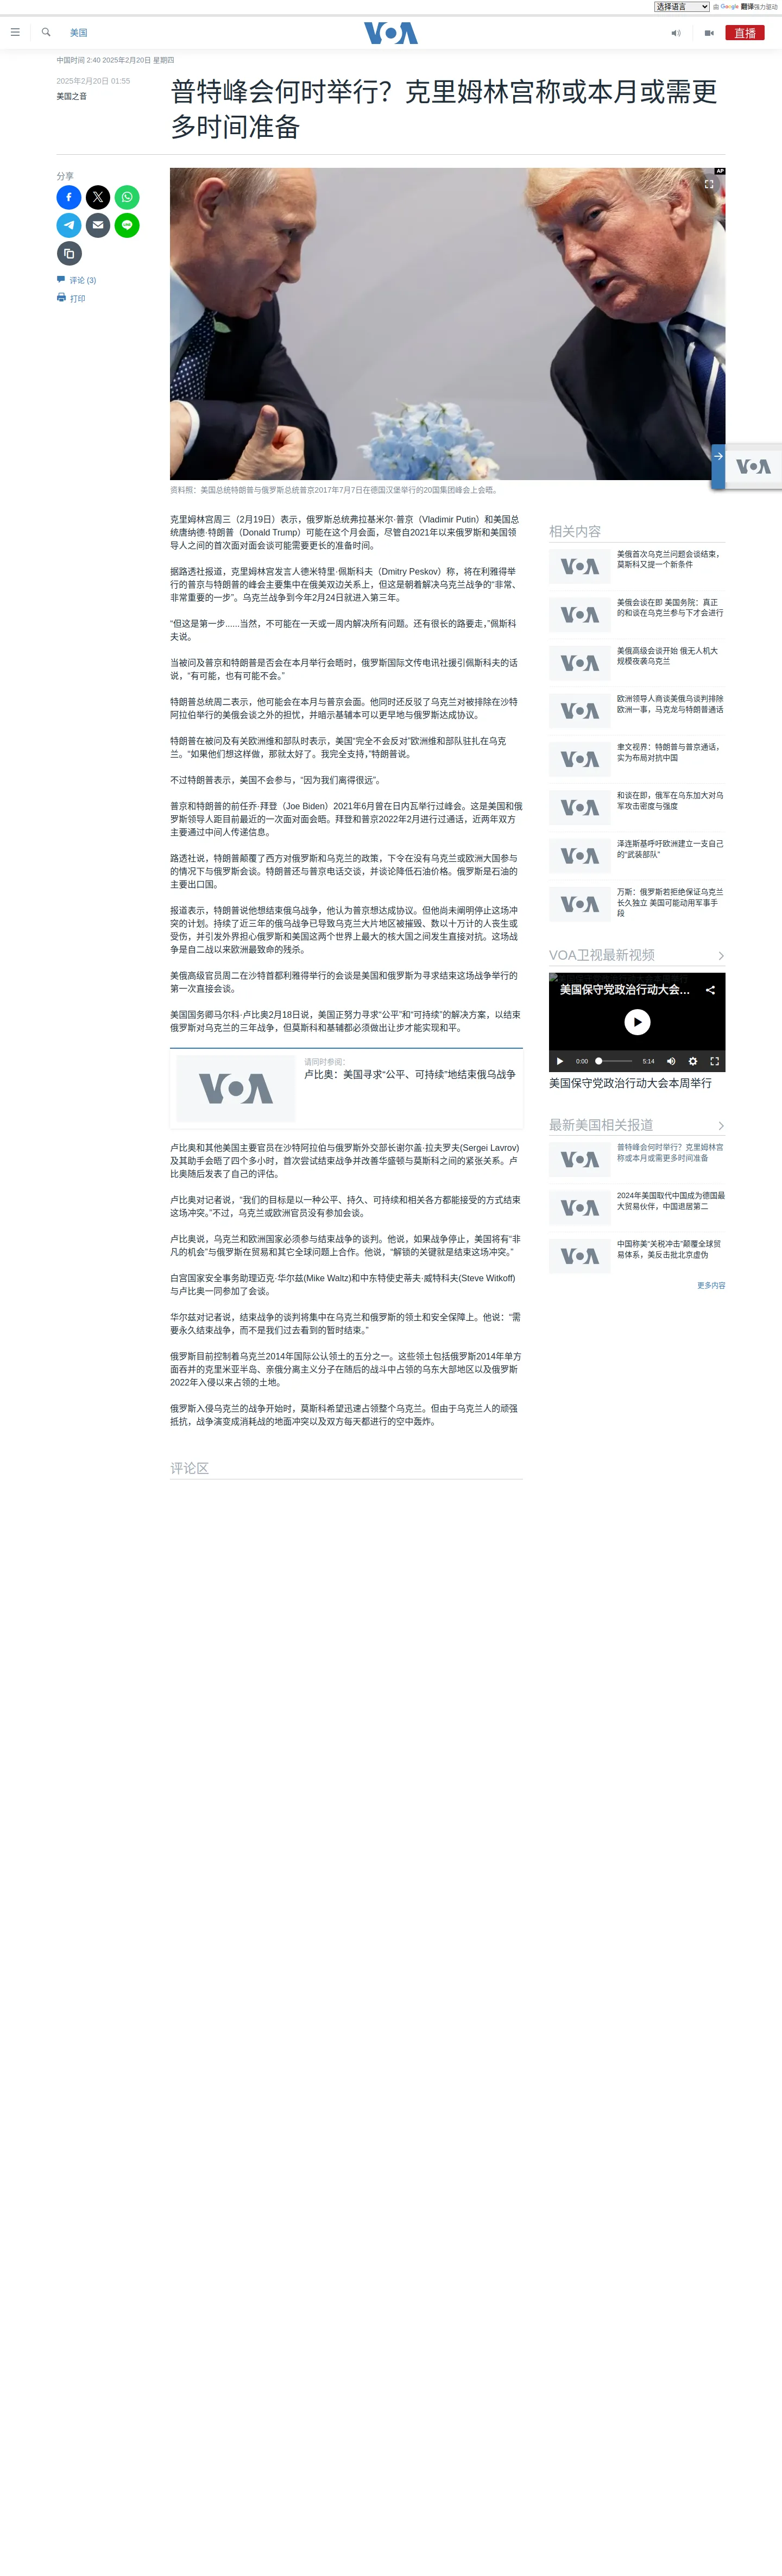 选择语言 由 Google 翻译强力驱动
美国
VOA
直播
中国时间 2:40 2025年2月20日 星期四
2025年2月20日 01:55
美国之音
普特峰会何时举行？克里姆林宫称或本月或需更
多时间准备
分享
评论 (3)
打印
AP
资料照：美国总统特朗普与俄罗斯总统普京2017年7月7日在德国汉堡举行的20国集团峰会上会晤。
VOA
克里姆林宫周三（2月19日）表示，俄罗斯总统弗拉基米尔·普京（Vladimir Putin）和美国总
统唐纳德·特朗普（Donald Trump）可能在这个月会面，尽管自2021年以来俄罗斯和美国领
导人之间的首次面对面会谈可能需要更长的准备时间。
据路透社报道，克里姆林宫发言人德米特里·佩斯科夫（Dmitry Peskov）称，将在利雅得举
行的普京与特朗普的峰会主要集中在俄美双边关系上，但这是朝着解决乌克兰战争的“非常、
非常重要的一步”。乌克兰战争到今年2月24日就进入第三年。
“但这是第一步......当然，不可能在一天或一周内解决所有问题。还有很长的路要走，”佩斯科
夫说。
当被问及普京和特朗普是否会在本月举行会晤时，俄罗斯国际文传电讯社援引佩斯科夫的话
说，“有可能，也有可能不会。”
特朗普总统周二表示，他可能会在本月与普京会面。他同时还反驳了乌克兰对被排除在沙特
阿拉伯举行的美俄会谈之外的担忧，并暗示基辅本可以更早地与俄罗斯达成协议。
特朗普在被问及有关欧洲维和部队时表示，美国“完全不会反对”欧洲维和部队驻扎在乌克
兰。“如果他们想这样做，那就太好了。我完全支持，”特朗普说。
不过特朗普表示，美国不会参与，“因为我们离得很远”。
普京和特朗普的前任乔·拜登（Joe Biden）2021年6月曾在日内瓦举行过峰会。这是美国和俄
罗斯领导人距目前最近的一次面对面会晤。拜登和普京2022年2月进行过通话，近两年双方
主要通过中间人传递信息。
路透社说，特朗普颠覆了西方对俄罗斯和乌克兰的政策，下令在没有乌克兰或欧洲大国参与
的情况下与俄罗斯会谈。特朗普还与普京电话交谈，并谈论降低石油价格。俄罗斯是石油的
主要出口国。
报道表示，特朗普说他想结束俄乌战争，他认为普京想达成协议。但他尚未阐明停止这场冲
突的计划。持续了近三年的俄乌战争已导致乌克兰大片地区被摧毁、数以十万计的人丧生或
受伤，并引发外界担心俄罗斯和美国这两个世界上最大的核大国之间发生直接对抗。这场战
争是自二战以来欧洲最致命的残杀。
美俄高级官员周二在沙特首都利雅得举行的会谈是美国和俄罗斯为寻求结束这场战争举行的
第一次直接会谈。
美国国务卿马尔科·卢比奥2月18日说，美国正努力寻求“公平”和“可持续”的解决方案，以结束
俄罗斯对乌克兰的三年战争，但莫斯科和基辅都必须做出让步才能实现和平。
VOA
请同时参阅：
卢比奥：美国寻求“公平、可持续”地结束俄乌战争
卢比奥和其他美国主要官员在沙特阿拉伯与俄罗斯外交部长谢尔盖·拉夫罗夫(Sergei Lavrov)
及其助手会晤了四个多小时，首次尝试结束战争并改善华盛顿与莫斯科之间的紧张关系。卢
比奥随后发表了自己的评估。
卢比奥对记者说，“我们的目标是以一种公平、持久、可持续和相关各方都能接受的方式结束
这场冲突。”不过，乌克兰或欧洲官员没有参加会谈。
卢比奥说，乌克兰和欧洲国家必须参与结束战争的谈判。他说，如果战争停止，美国将有“非
凡的机会”与俄罗斯在贸易和其它全球问题上合作。他说，“解锁的关键就是结束这场冲突。”
白宫国家安全事务助理迈克·华尔兹(Mike Waltz)和中东特使史蒂夫·威特科夫(Steve Witkoff)
与卢比奥一同参加了会谈。
华尔兹对记者说，结束战争的谈判将集中在乌克兰和俄罗斯的领土和安全保障上。他说：“需
要永久结束战争，而不是我们过去看到的暂时结束。”
俄罗斯目前控制着乌克兰2014年国际公认领土的五分之一。这些领土包括俄罗斯2014年单方
面吞并的克里米亚半岛、亲俄分离主义分子在随后的战斗中占领的乌东大部地区以及俄罗斯
2022年入侵以来占领的土地。
俄罗斯入侵乌克兰的战争开始时，莫斯科希望迅速占领整个乌克兰。但由于乌克兰人的顽强
抵抗，战争演变成消耗战的地面冲突以及双方每天都进行的空中轰炸。
评论区
相关内容
VOA
美俄首次乌克兰问题会谈结束，
莫斯科又提一个新条件
VOA
美俄会谈在即 美国务院：真正
的和谈在乌克兰参与下才会进行
VOA
美俄高级会谈开始 俄无人机大
规模夜袭乌克兰
VOA
欧洲领导人商谈美俄乌谈判排除
欧洲一事，马克龙与特朗普通话
VOA
聿文视界：特朗普与普京通话，
实为布局对抗中国
VOA
和谈在即，俄军在乌东加大对乌
军攻击密度与强度
VOA
泽连斯基呼吁欧洲建立一支自己
的“武装部队”
VOA
万斯：俄罗斯若拒绝保证乌克兰
长久独立 美国可能动用军事手
段
VOA卫视最新视频
美国保守党政治行动大会...
0:00 5:14
美国保守党政治行动大会本周举行
最新美国相关报道
VOA
普特峰会何时举行？克里姆林宫
称或本月或需更多时间准备
VOA
2024年美国取代中国成为德国最
大贸易伙伴，中国退居第二
VOA
中国称美“关税冲击”颠覆全球贸
易体系，美反击批北京虚伪
更多内容